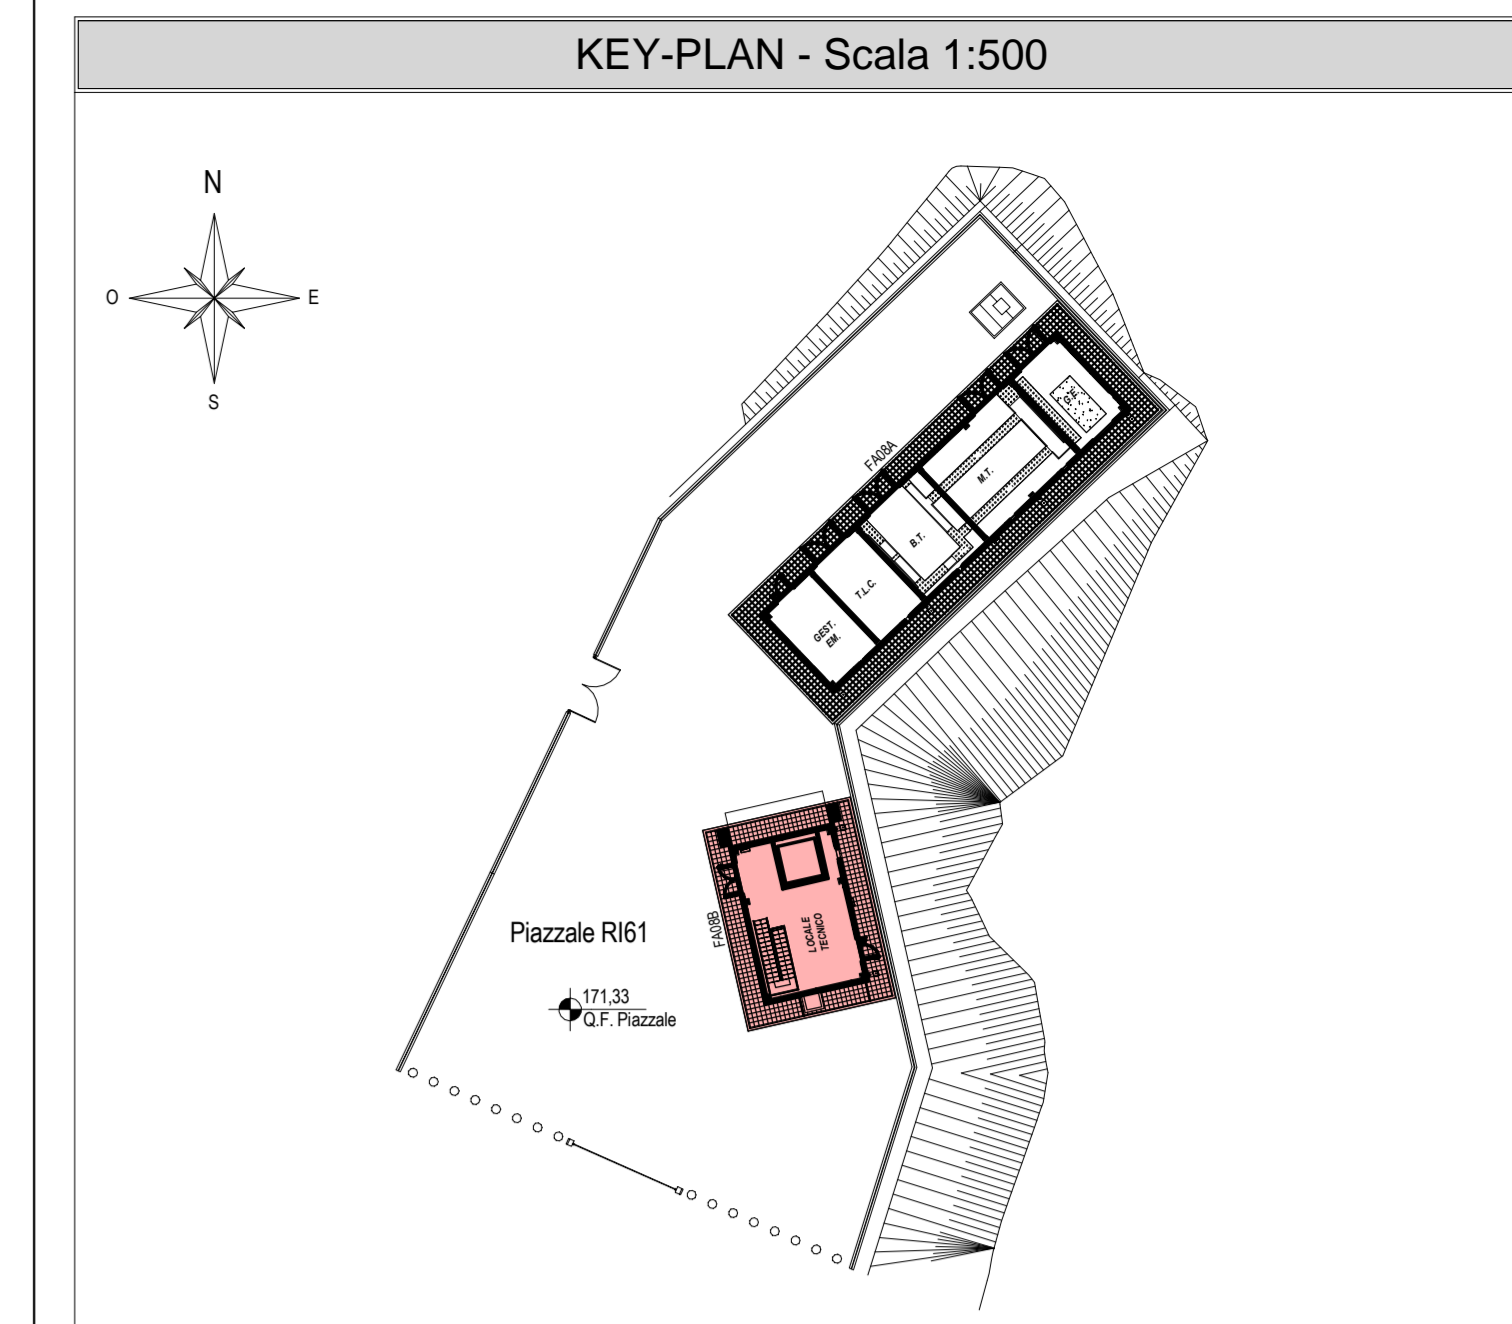 KEY-PLAN - Scala 1:500
N
O
E
S
G.E.
FA08A
M.T.
B.T.
T.L.C.
GEST.
EM.
FA08B
LOCALE
TECNICO
Piazzale RI61
171,33
Q.F. Piazzale